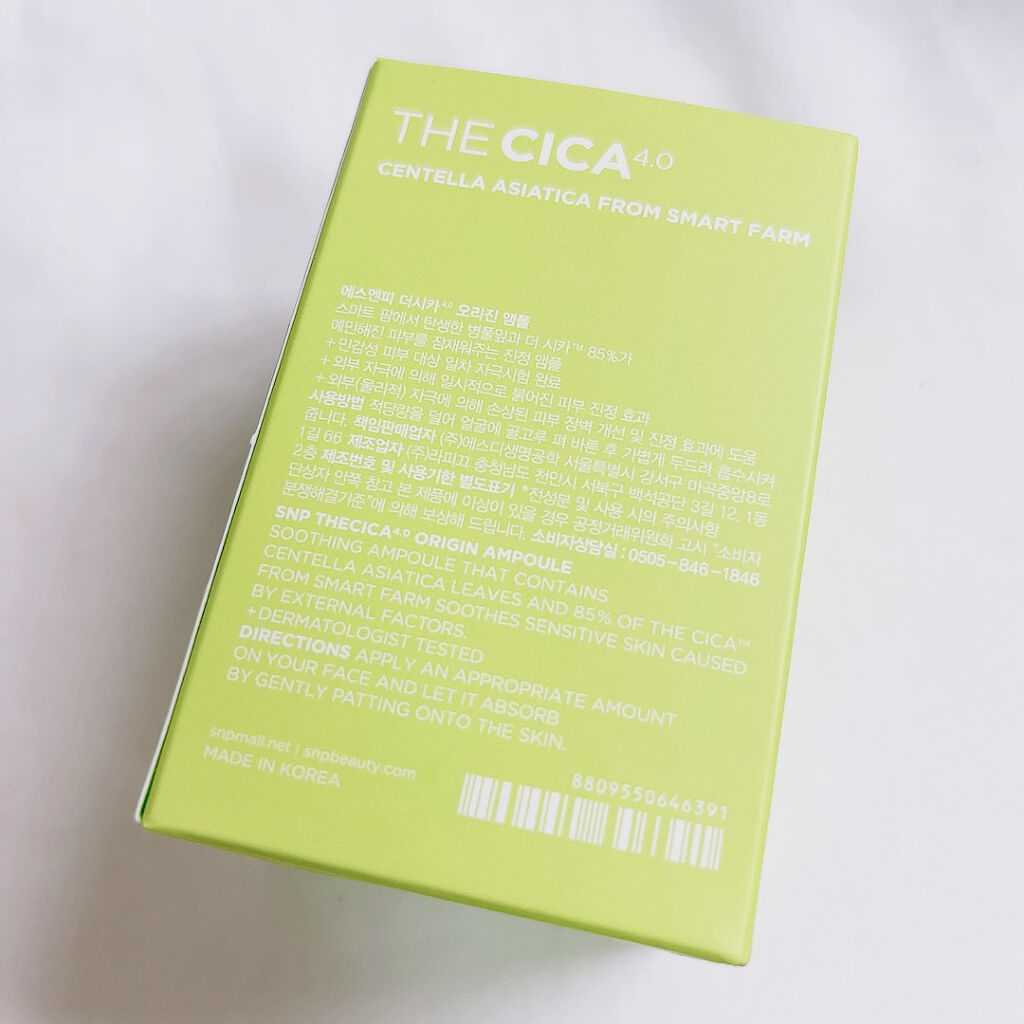 THE CICA 4.0
CENTELLA ASIATICA FROM SMART FARM
에스엔피 더시카 4.0 오리진 앰플
스마트 팜에서 탄생한 병풀잎과 더 시카™ 85%가
예민해진 피부를 잠재워주는 진정 앰플
+민감성 피부 대상 일차 자극시험 완료
+외부 자극에 의해 일시적으로 붉어진 피부 진정 효과
+외부(물리적) 자극에 의해 손상된 피부 장벽 개선 및 진정 효과에 도움
사용방법 적당량을 덜어 얼굴에 골고루 펴 바른 후 가볍게 두드려 흡수시켜
줍니다. 책임판매업자 (주)에스디생명공학 서울특별시 강서구 마곡중앙8로
1길 66 제조업자 (주)라피끄 충청남도 천안시 서북구 백석공단 3길 12, 1동
2층 제조번호 및 사용기한 별도표기 *전성분 및 사용 시의 주의사항
단상자 안쪽 참고 본 제품에 이상이 있을 경우 공정거래위원회 고시 "소비자
분쟁해결기준"에 의해 보상해 드립니다. 소비자상담실 : 0505-846-1846
SNP THECICA4.0 ORIGIN AMPOULE
SOOTHING AMPOULE THAT CONTAINS
CENTELLA ASIATICA LEAVES AND 85% OF THE CICA™
FROM SMART FARM SOOTHES SENSITIVE SKIN CAUSED
BY EXTERNAL FACTORS.
+DERMATOLOGIST TESTED
DIRECTIONS APPLY AN APPROPRIATE AMOUNT
ON YOUR FACE AND LET IT ABSORB
BY GENTLY PATTING ONTO THE SKIN.
snpmall.net | snpbeauty.com
MADE IN KOREA
8809550646391